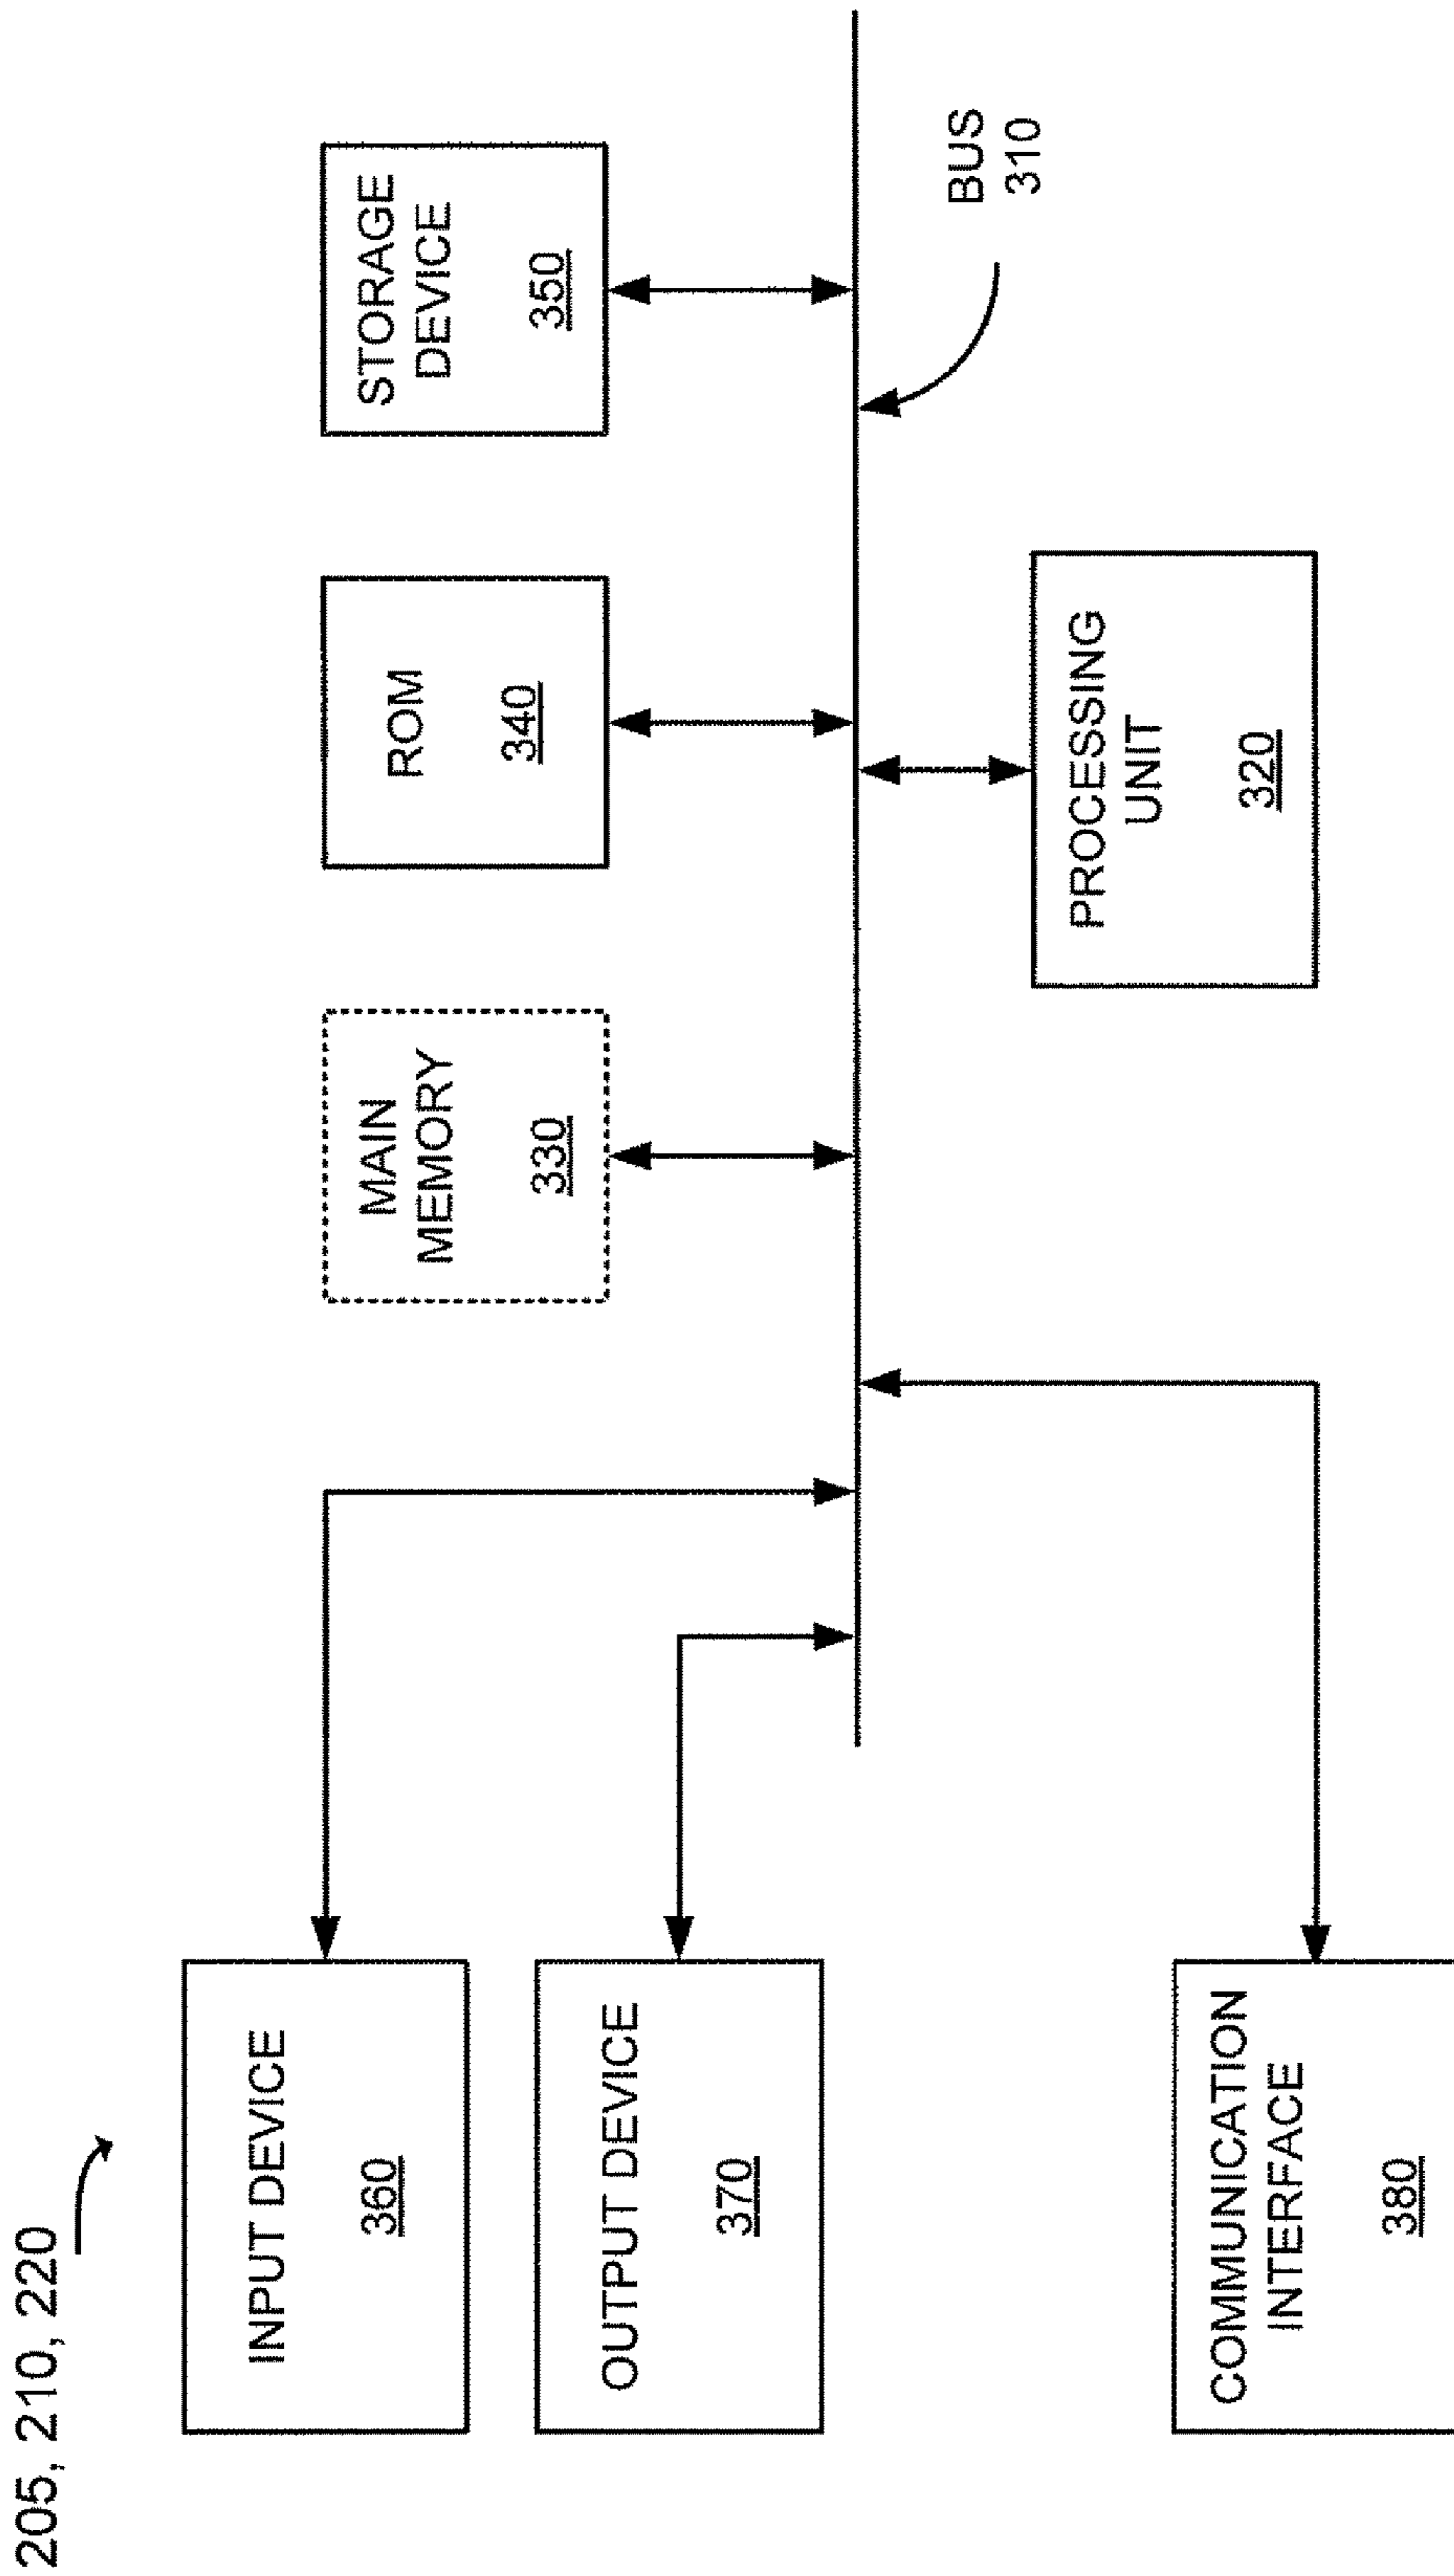 205, 210, 220
INPUT DEVICE
360
OUTPUT DEVICE
370
COMMUNICATION
INTERFACE
380
MAIN
MEMORY
330
ROM
340
STORAGE
DEVICE
350
PROCESSING
UNIT
320
BUS
310